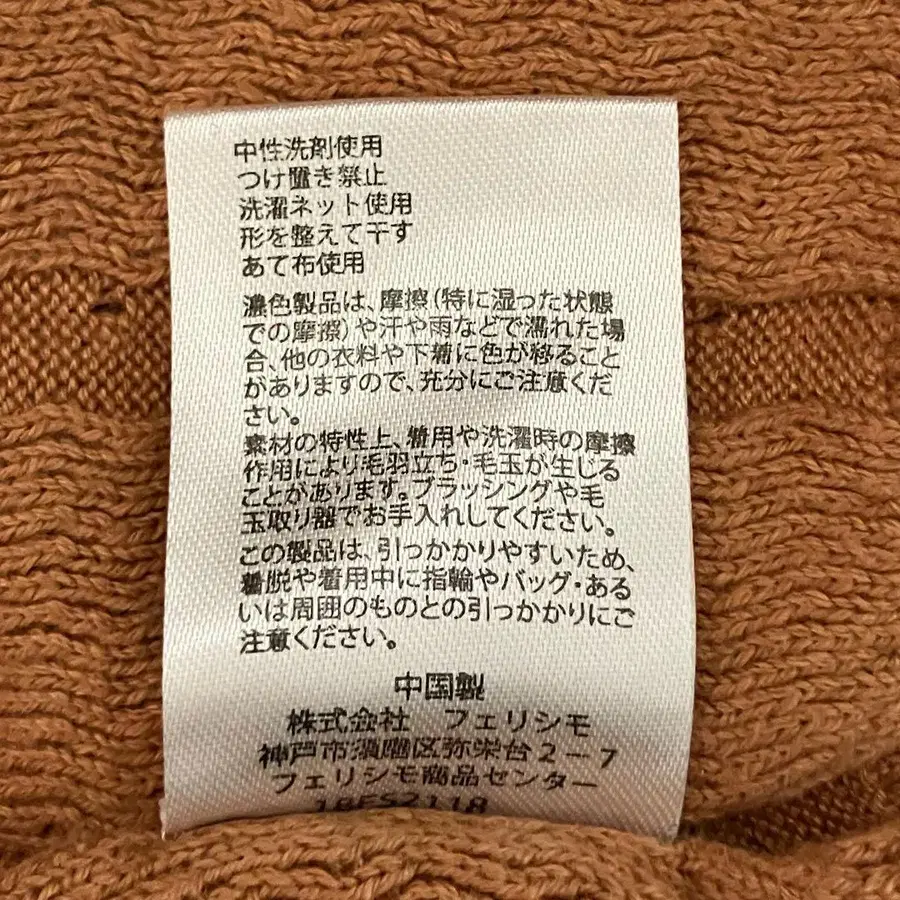 中性洗剤使用
つけ置き禁止
洗濯ネット使用
形を整えて干す
あて布使用
濃色製品は、摩擦(特に湿った状態
での摩擦)や汗や雨などで濡れた場
合、他の衣料や下着に色が移ること
がありますので、充分にご注意くだ
さい。
素材の特性上、着用や洗濯時の摩擦
作用により毛羽立ち・毛玉が生じる
ことがあります。ブラッシングや毛
玉取り器でお手入れしてください。
この製品は、引っかかりやすいため、
着脱や着用中に指輪やバッグ・ある
いは周囲のものとの引っかかりにご
注意ください。
中国製
株式会社 フェリシモ
神戸市須磨区弥栄台2-7
フェリシモ商品センター